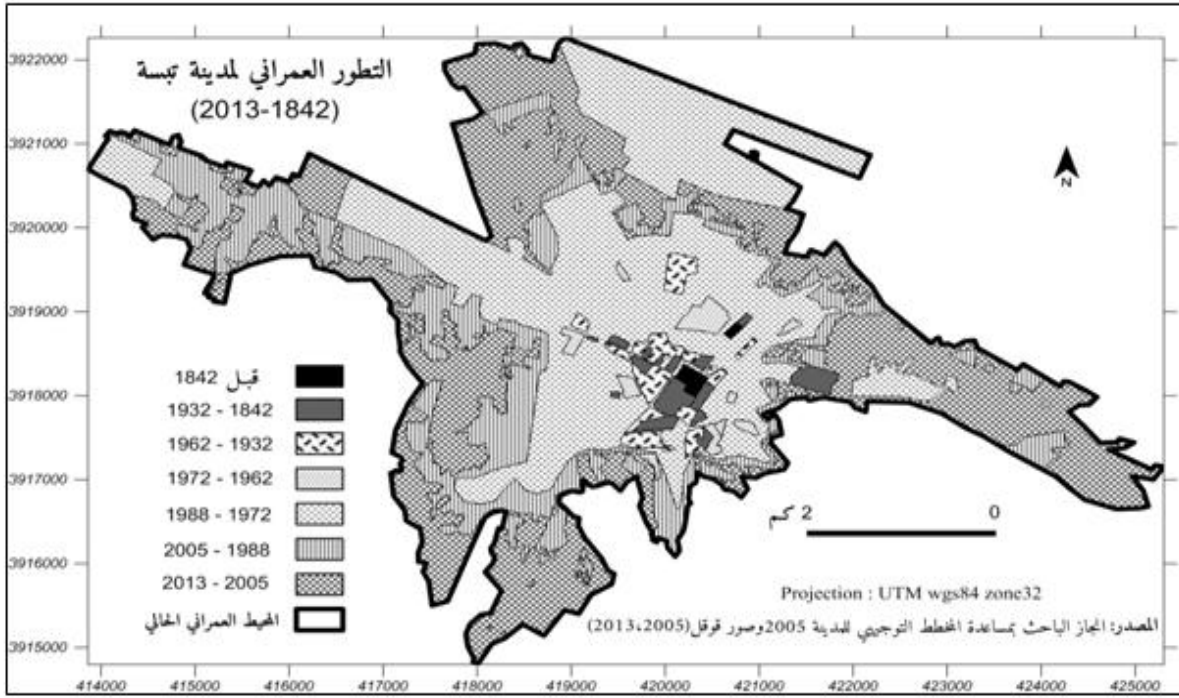 التطور العمراني لمدينة تبسة
(2013-1842)
3922000
3921000
3920000
3919000
3918000
3917000
3916000
3915000
N
قبل 1842
1932 - 1842
1962 - 1932
1972 - 1962
1988 - 1972
2005 - 1988
2013 - 2005
المحيط العمراني الحالي
0 2 كم
Projection : UTM wgs84 zone32
المصدر: انجاز الباحث بمساعدة المخطط التوجيهي للمدينة 2005 وصور قوقل(2005، 2013)
414000 415000 416000 417000 418000 419000 420000 421000 422000 423000 424000 425000